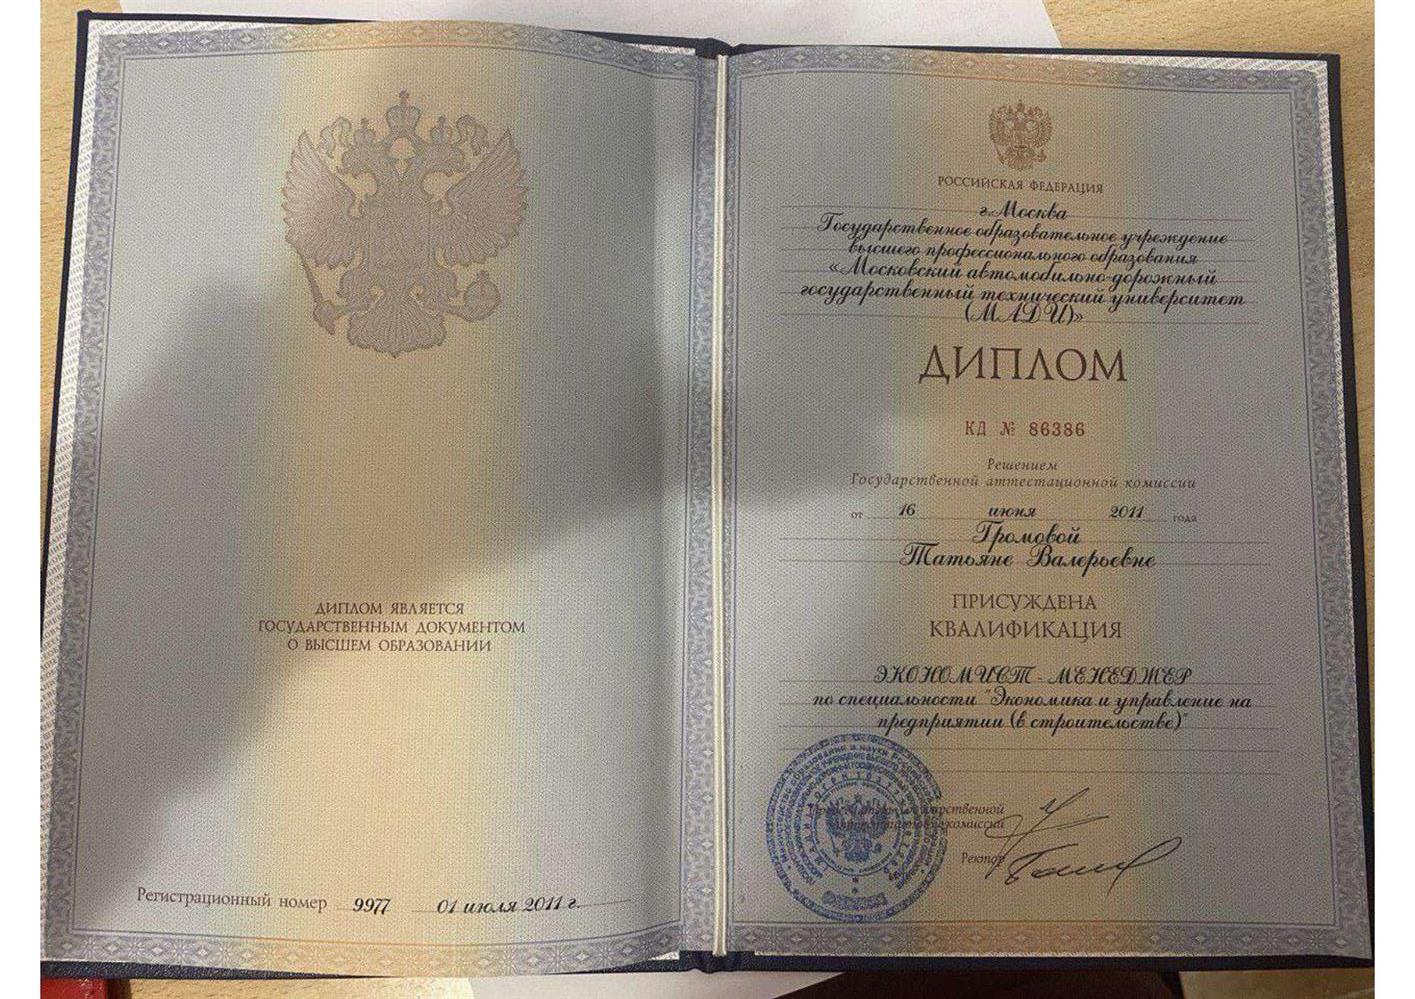 ДИПЛОМ ЯВЛЯЕТСЯ
ГОСУДАРСТВЕННЫМ ДОКУМЕНТОМ
О ВЫСШЕМ ОБРАЗОВАНИИ
Регистрационный номер 9977 01 июля 2011 г.
РОССИЙСКАЯ ФЕДЕРАЦИЯ
г.Москва
Государственное образовательное учреждение
высшего профессионального образования
«Московский автомобильно-дорожный
государственный технический университет
(МАДИ)»
ДИПЛОМ
КД № 86386
Решением
Государственной аттестационной комиссии
от 16 июня 2011 года
Громовой
Татьяне Валерьевне
ПРИСУЖДЕНА
КВАЛИФИКАЦИЯ
ЭКОНОМИСТ - МЕНЕДЖЕР
по специальности "Экономика и управление на
предприятии (в строительстве)"
комиссии
Ректор